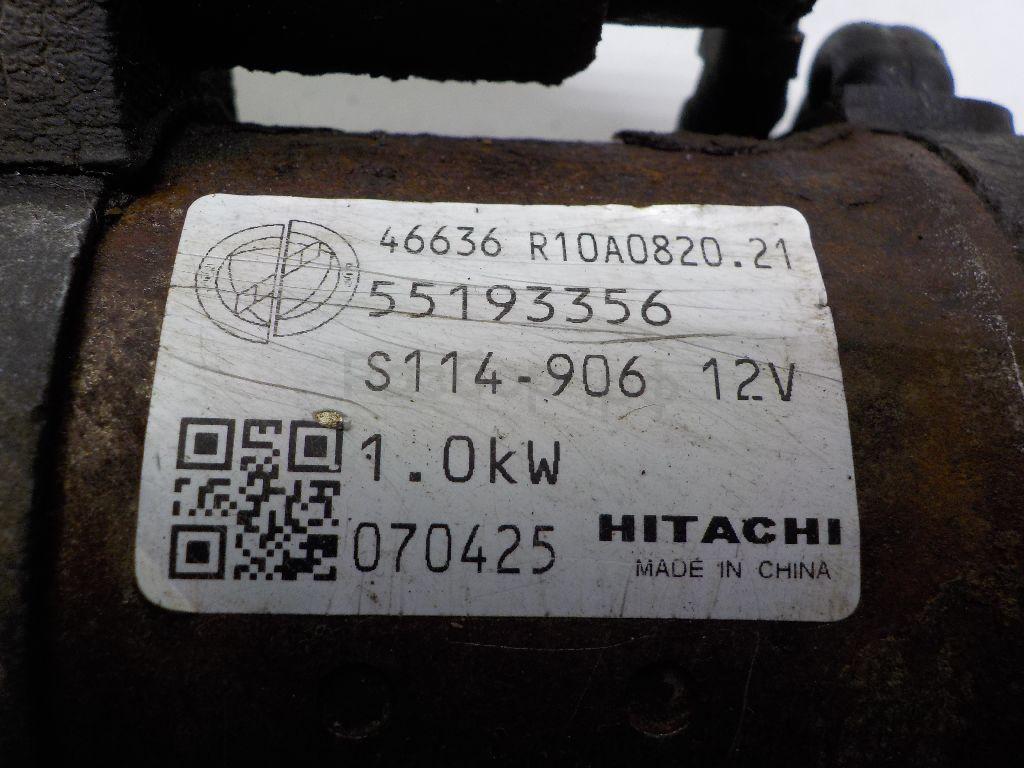 46636 R10A0820.21
55193356
S114-906 12V
1.0kW
070425
HITACHI
MADE IN CHINA